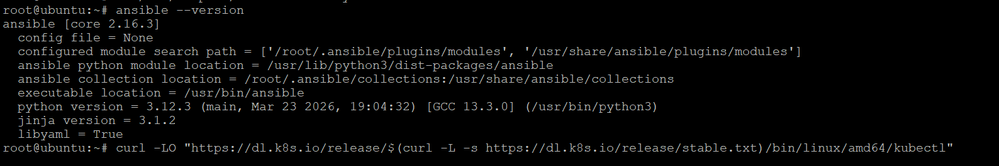 root@ubuntu:~# ansible --version
ansible [core 2.16.3]
  config file = None
  configured module search path = ['/root/.ansible/plugins/modules', '/usr/share/ansible/plugins/modules']
  ansible python module location = /usr/lib/python3/dist-packages/ansible
  ansible collection location = /root/.ansible/collections:/usr/share/ansible/collections
  executable location = /usr/bin/ansible
  python version = 3.12.3 (main, Mar 23 2026, 19:04:32) [GCC 13.3.0] (/usr/bin/python3)
  jinja version = 3.1.2
  libyaml = True
root@ubuntu:~# curl -LO "https://dl.k8s.io/release/$(curl -L -s https://dl.k8s.io/release/stable.txt)/bin/linux/amd64/kubectl"